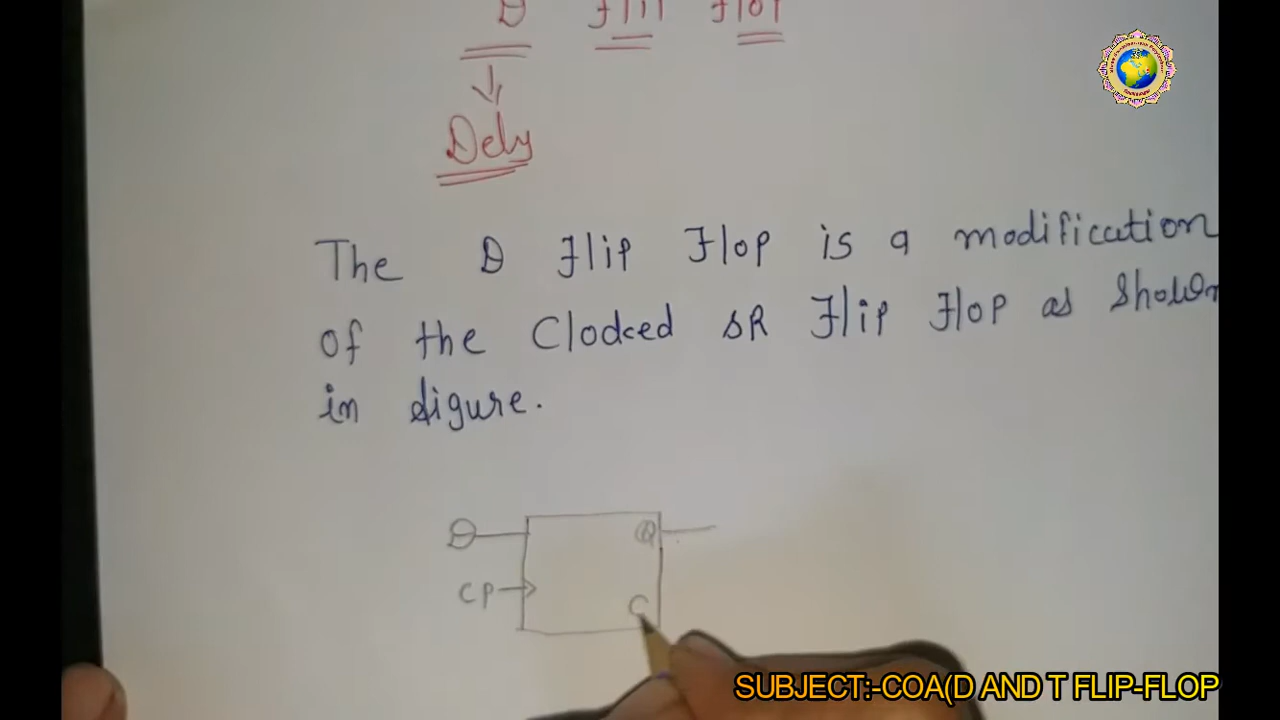 D Flip Flop
Dely
The D Flip Flop is a modification
of the Clocked SR Flip Flop as Shown
in figure.
D
Q
CP
SUBJECT:-COA(D AND T FLIP-FLOP